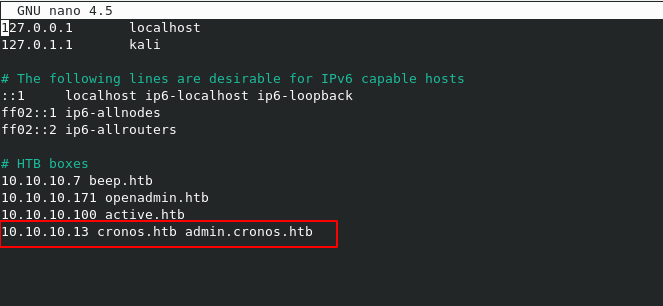 GNU nano 4.5
127.0.0.1       localhost
127.0.1.1       kali
# The following lines are desirable for IPv6 capable hosts
::1     localhost ip6-localhost ip6-loopback
ff02::1 ip6-allnodes
ff02::2 ip6-allrouters
# HTB boxes
10.10.10.7 beep.htb
10.10.10.171 openadmin.htb
10.10.10.100 active.htb
10.10.10.13 cronos.htb admin.cronos.htb